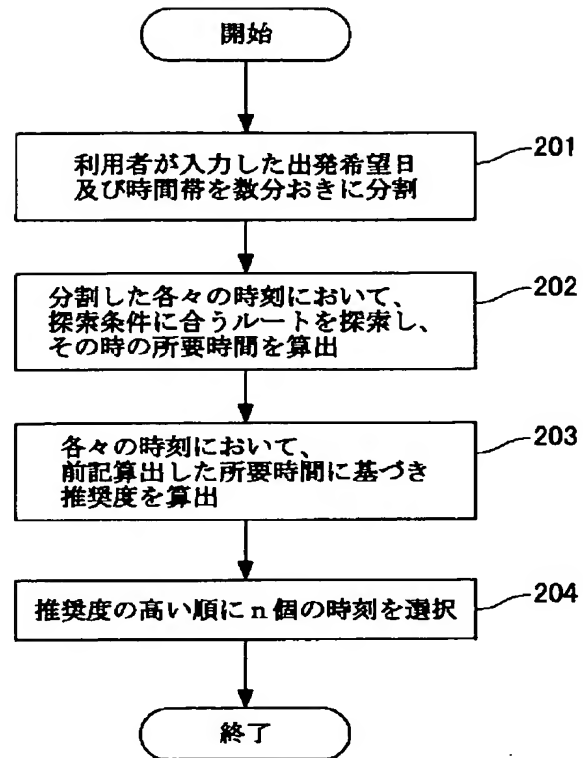 開始
利用者が入力した出発希望日
及び時間帯を数分おきに分割
201
分割した各々の時刻において、
探索条件に合うルートを探索し、
その時の所要時間を算出
202
各々の時刻において、
前記算出した所要時間に基づき
推奨度を算出
203
推奨度の高い順にn個の時刻を選択
204
終了